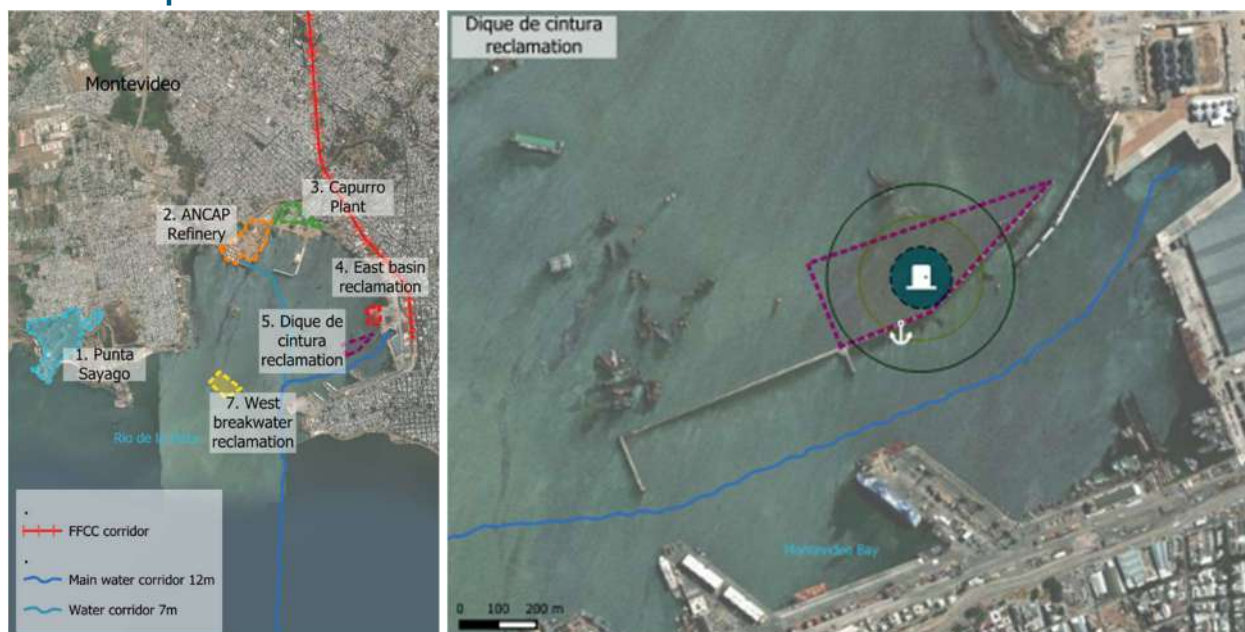 Montevideo
2. ANCAP
Refinery
3. Capurro
Plant
4. East basin
reclamation
5. Dique de
cintura
reclamation
1. Punta
Sayago
7. West
breakwater
reclamation
FFCC corridor
Main water corridor 12m
Water corridor 7m
Dique de cintura
reclamation
Montevideo Bay
0 100 200 m